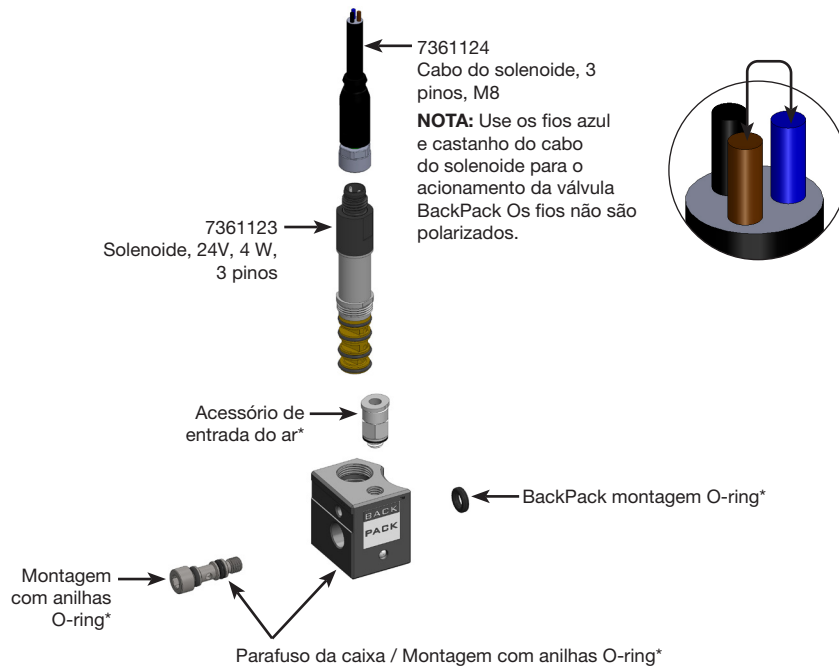 7361124
Cabo do solenoide, 3
pinos, M8
NOTA: Use os fios azul
e castanho do cabo
do solenoide para o
acionamento da válvula
BackPack Os fios não são
polarizados.
7361123
Solenoide, 24V, 4 W,
3 pinos
Acessório de
entrada do ar*
BACK
PACK
BackPack montagem O-ring*
Montagem
com anilhas
O-ring*
Parafuso da caixa / Montagem com anilhas O-ring*